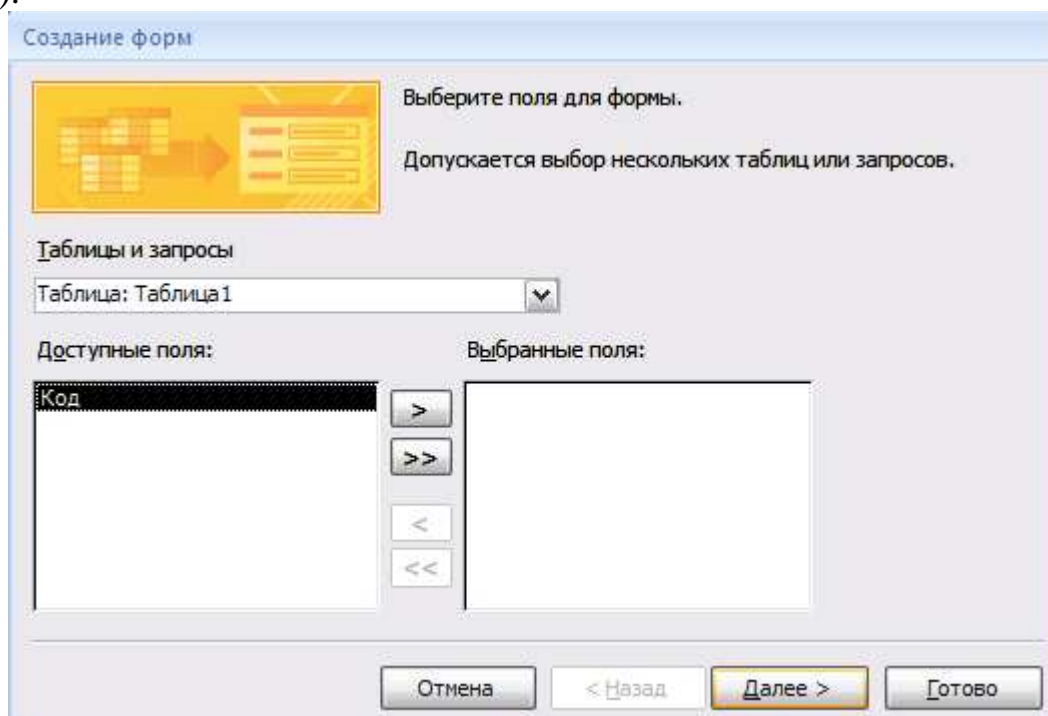 ).
Создание форм
Выберите поля для формы.
Допускается выбор нескольких таблиц или запросов.
Таблицы и запросы
Таблица: Таблица1
Доступные поля:
Выбранные поля:
Код
>
>>
<
<<
Отмена
< Назад
Далее >
Готово